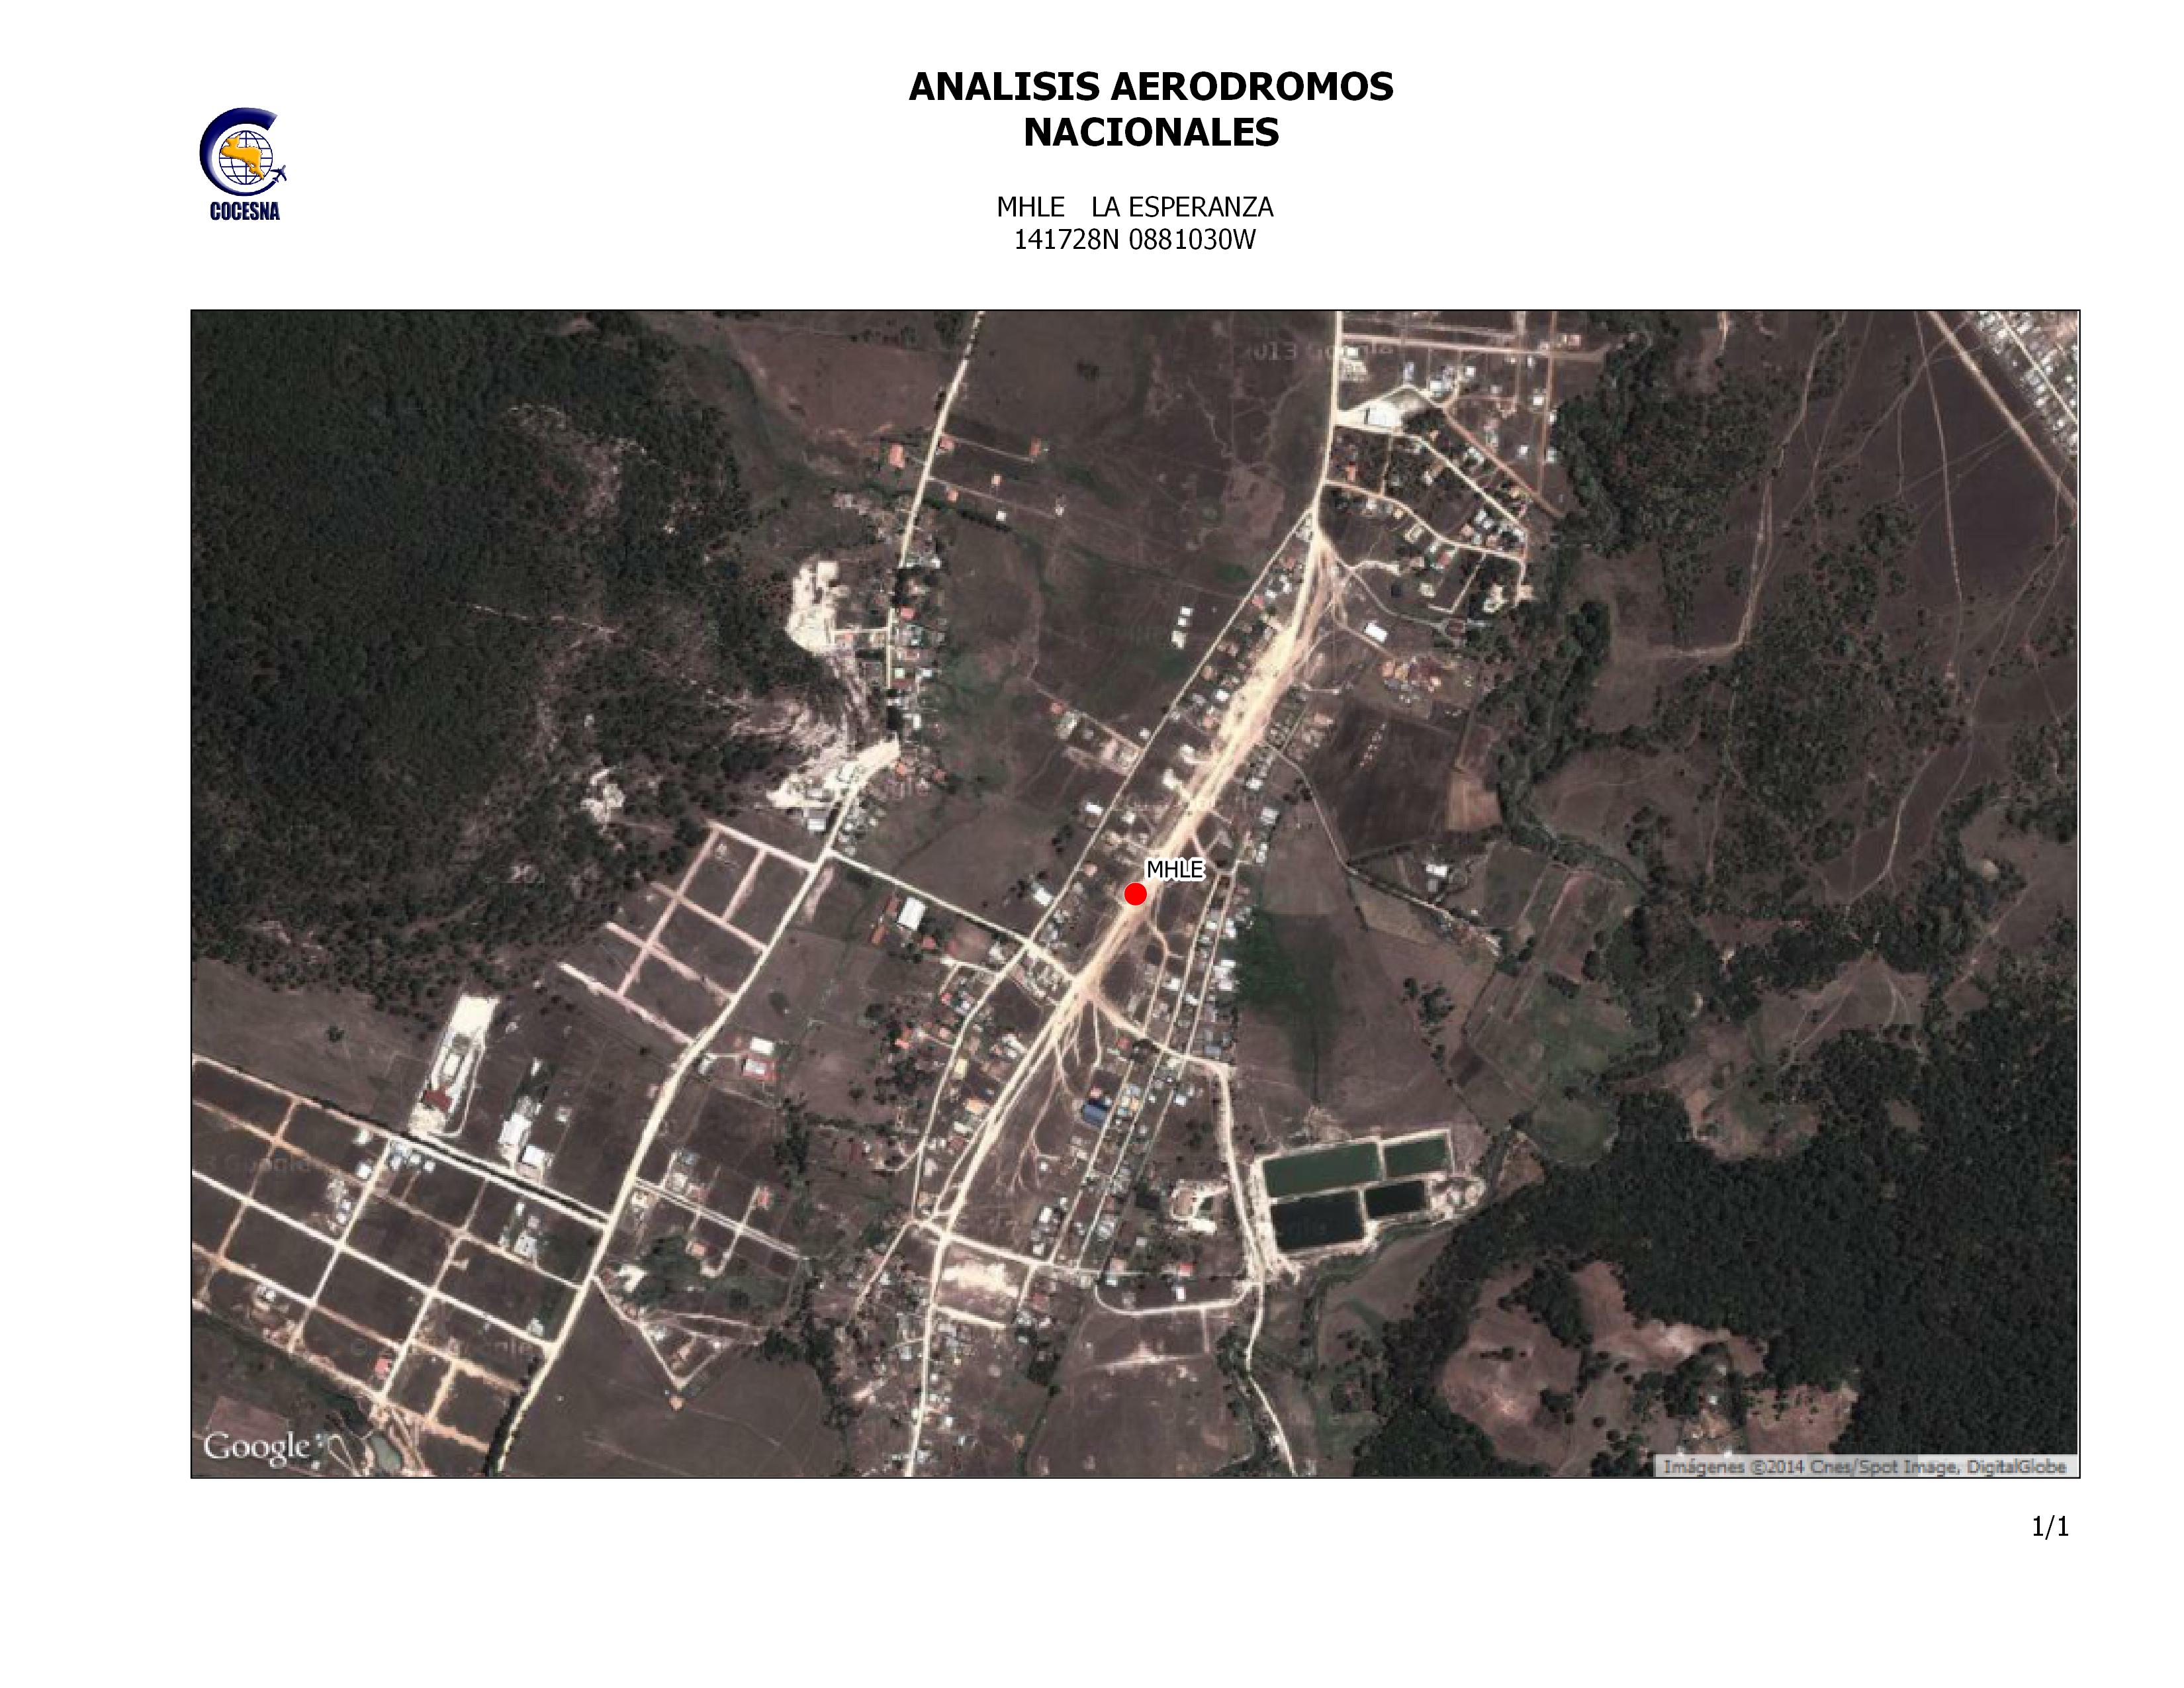 ANALISIS AERODROMOS
NACIONALES
COCESNA
MHLE LA ESPERANZA
141728N 0881030W
MHLE
Google
Imágenes ©2014 Cnes/Spot Image, DigitalGlobe
1/1